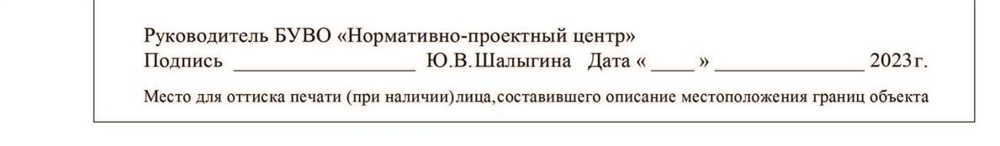 Руководитель БУВО «Нормативно-проектный центр»
Подпись ________________ Ю.В.Шалыгина Дата «____» ______________ 2023г.
Место для оттиска печати (при наличии)лица,составившего описание местоположения границ объекта